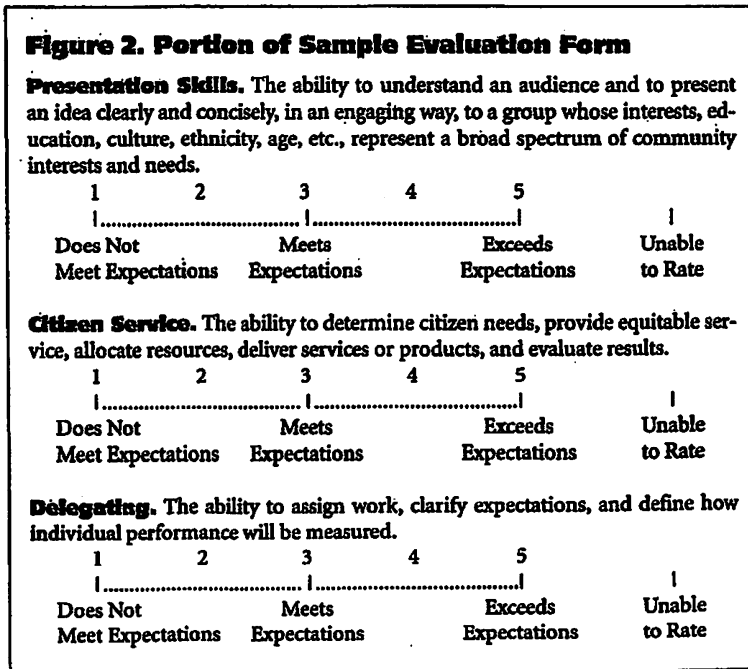 Figure 2. Portion of Sample Evaluation Form
Presentation Skills. The ability to understand an audience and to present
an idea clearly and concisely, in an engaging way, to a group whose interests, ed-
ucation, culture, ethnicity, age, etc., represent a broad spectrum of community
interests and needs.
1 2 3 4 5
Does Not Meets Exceeds Unable
Meet Expectations Expectations Expectations to Rate
Citizen Service. The ability to determine citizen needs, provide equitable ser-
vice, allocate resources, deliver services or products, and evaluate results.
1 2 3 4 5
Does Not Meets Exceeds Unable
Meet Expectations Expectations Expectations to Rate
Delegating. The ability to assign work, clarify expectations, and define how
individual performance will be measured.
1 2 3 4 5
Does Not Meets Exceeds Unable
Meet Expectations Expectations Expectations to Rate